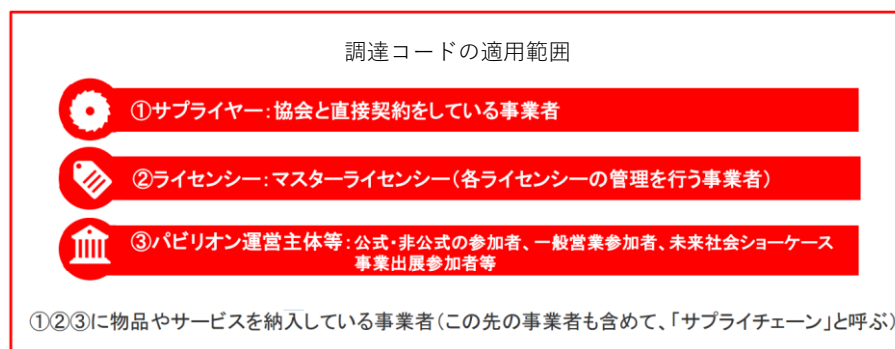 調達コードの適用範囲
①サプライヤー：協会と直接契約をしている事業者
②ライセンシー：マスターライセンシー（各ライセンシーの管理を行う事業者）
③パビリオン運営主体等：公式・非公式の参加者、一般営業参加者、未来社会ショーケース
事業出展参加者等
①②③に物品やサービスを納入している事業者（この先の事業者も含めて、「サプライチェーン」と呼ぶ）